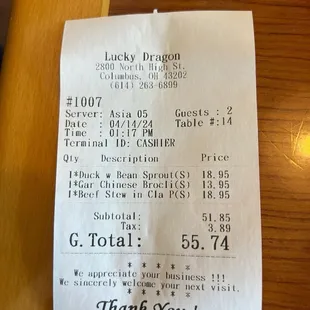 Lucky Dragon
2800 North High St.
Columbus, OH 43202
(614) 263-6899
#1007
Server: Asia 05 Guests : 2
Date : 04/14/24 Table #:14
Time : 01:17 PM
Terminal ID: CASHIER
Qty Description Price
1*Duck w Bean Sprout(S) 18.95
1*Gar Chinese Brocli(S) 13.95
1*Beef Stew in Cla P(S) 18.95
Subtotal: 51.85
Tax: 3.89
G. Total: 55.74
* * * * *
We appreciate your business !!!
We sincerely welcome your next visit.
* * * * *
Thank You!